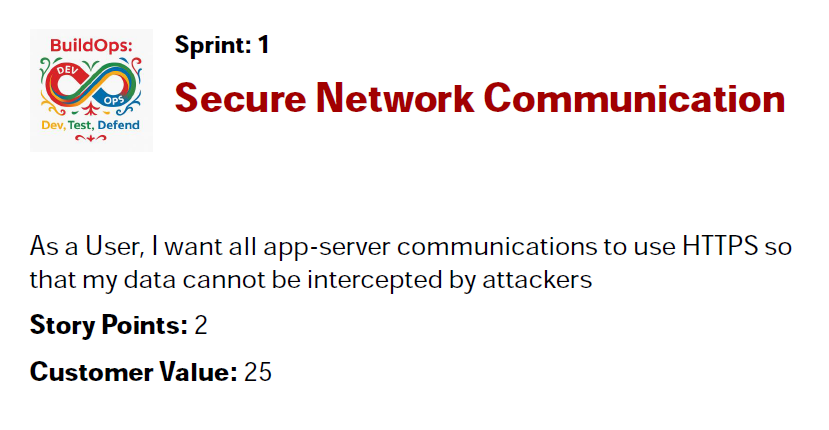 BuildOps:
DEV
OPS
Dev, Test, Defend
Sprint: 1
Secure Network Communication
As a User, I want all app-server communications to use HTTPS so
that my data cannot be intercepted by attackers
Story Points: 2
Customer Value: 25